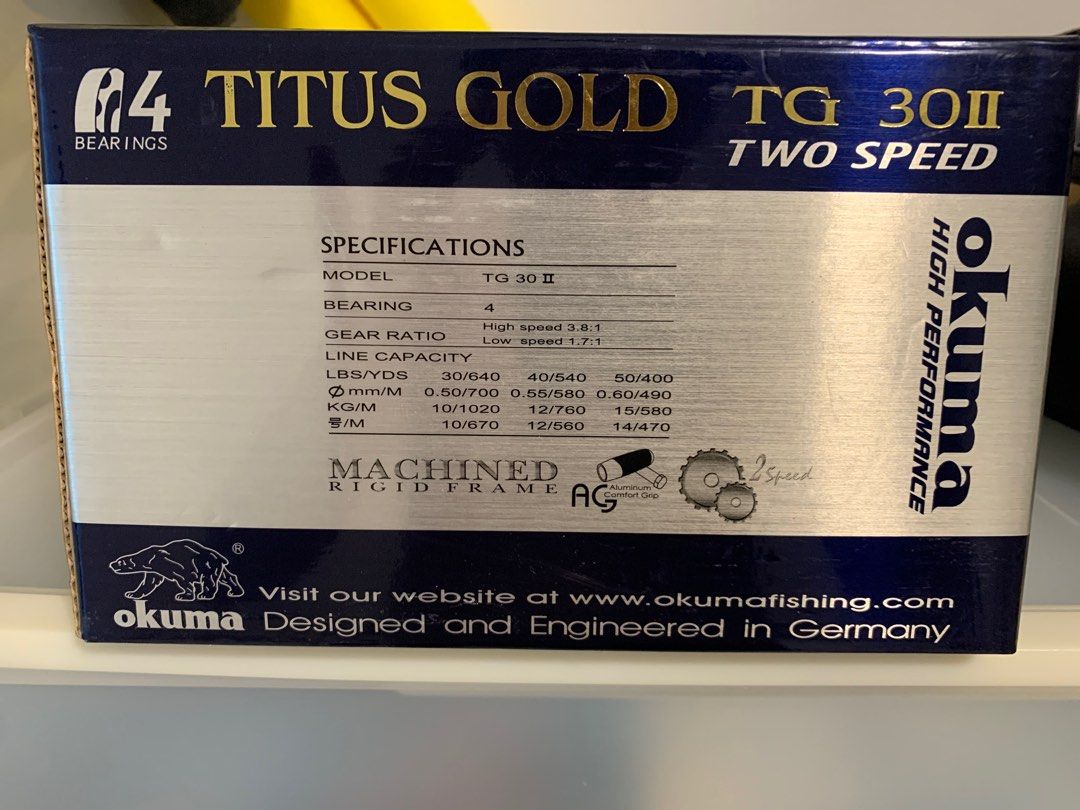 4 TITUS GOLD TG 30II
BEARINGS
TWO SPEED
okuma
HIGH PERFORMANCE
SPECIFICATIONS
MODEL TG 30 II
BEARING 4
GEAR RATIO High speed 3.8:1
Low speed 1.7:1
LINE CAPACITY
LBS/YDS 30/640 40/540 50/400
Ømm/M 0.50/700 0.55/580 0.60/490
KG/M 10/1020 12/760 15/580
号/M 10/670 12/560 14/470
MACHINED
RIGID FRAME
AG Aluminum
Comfort Grip
2 Speed
®
okuma
Visit our website at www.okumafishing.com
Designed and Engineered in Germany